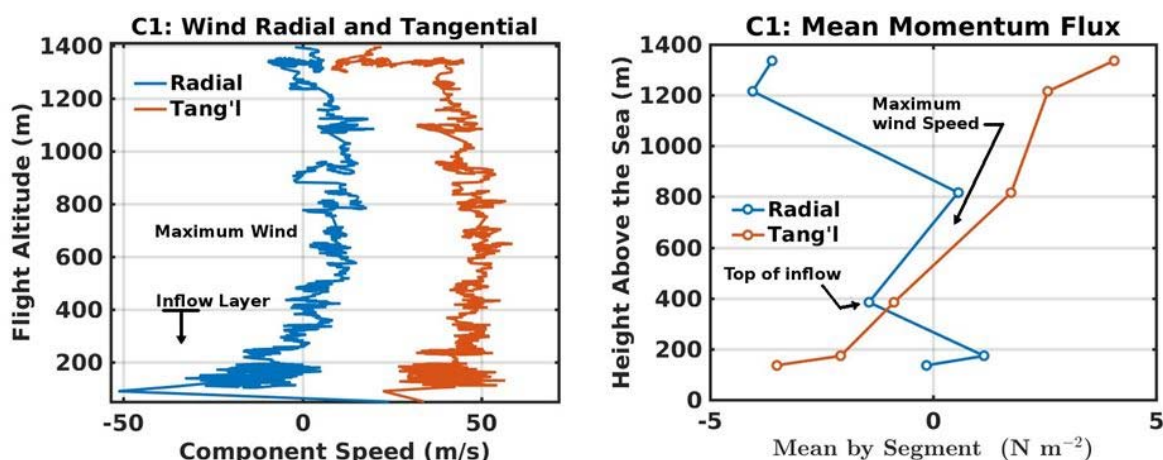 C1: Wind Radial and Tangential
1400
1200
1000
800
600
400
200
Flight Altitude (m)
Radial
Tang'l
Maximum Wind
Inflow Layer
-50
0
50
Component Speed (m/s)
C1: Mean Momentum Flux
1400
1200
1000
800
600
400
200
0
Height Above the Sea (m)
Maximum
wind Speed
Radial
Tang'l
Top of inflow
-5
0
5
Mean by Segment (N m⁻²)